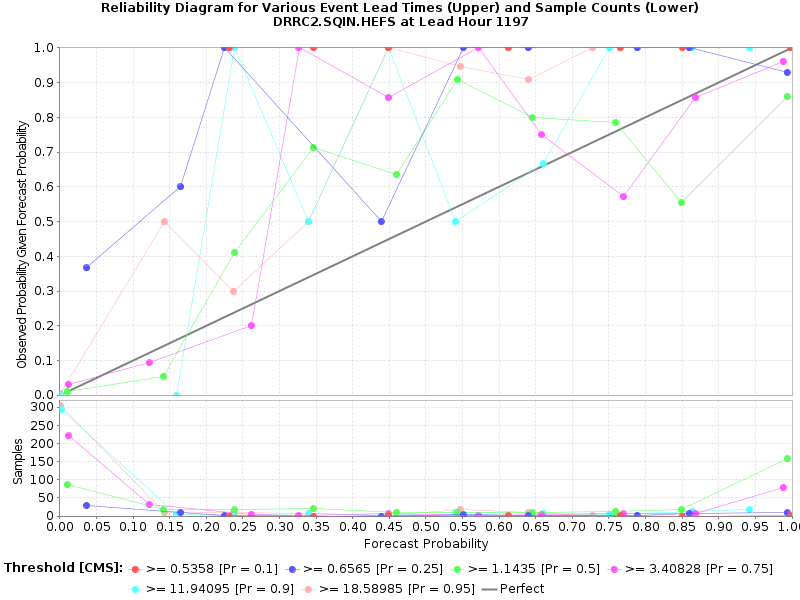 Reliability Diagram for Various Event Lead Times (Upper) and Sample Counts (Lower)
DRRC2.SQIN.HEFS at Lead Hour 1197
Observed Probability Given Forecast Probability
1.0
0.9
0.8
0.7
0.6
0.5
0.4
0.3
0.2
0.1
0.0
Samples
300
250
200
150
100
50
0
0.00 0.05 0.10 0.15 0.20 0.25 0.30 0.35 0.40 0.45 0.50 0.55 0.60 0.65 0.70 0.75 0.80 0.85 0.90 0.95 1.0
Forecast Probability
Threshold [CMS]: >= 0.5358 [Pr = 0.1] >= 0.6565 [Pr = 0.25] >= 1.1435 [Pr = 0.5] >= 3.40828 [Pr = 0.75]
>= 11.94095 [Pr = 0.9] >= 18.58985 [Pr = 0.95] Perfect